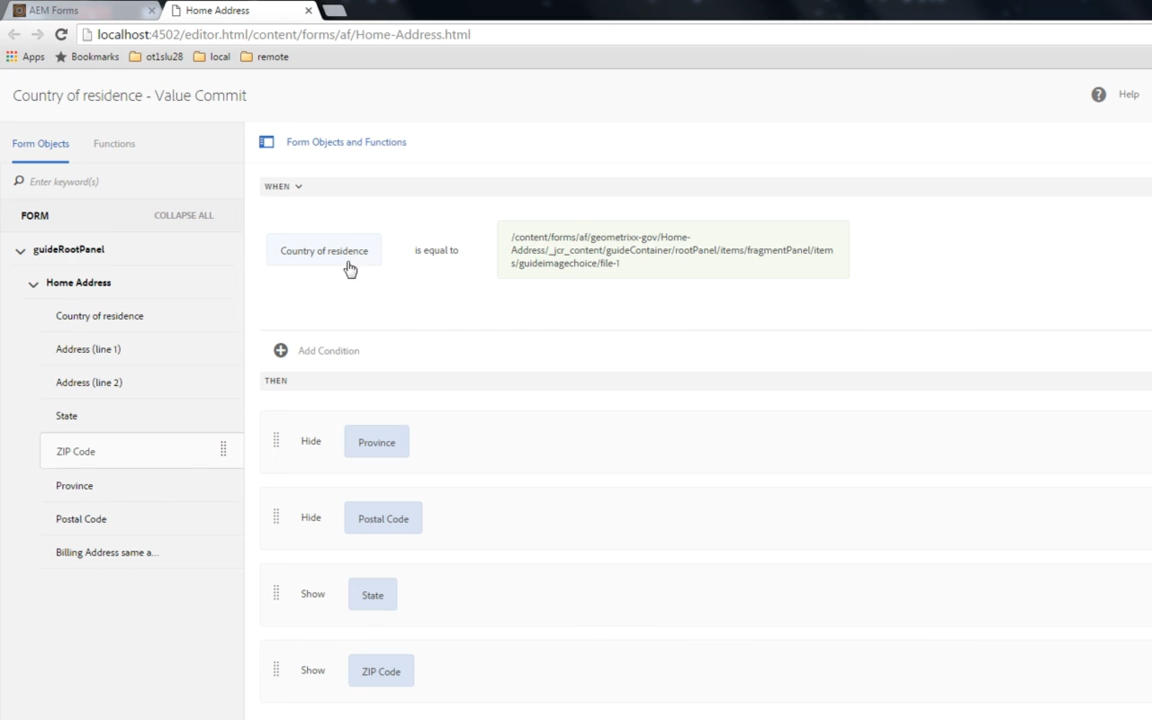 AEM Forms
Home Address
localhost:4502/editor.html/content/forms/af/Home-Address.html
Apps Bookmarks ot1slu28 local remote
Country of residence - Value Commit
Help
Form Objects Functions
Form Objects and Functions
Enter keyword(s)
WHEN
FORM COLLAPSE ALL
guideRootPanel
Country of residence
is equal to
/content/forms/af/geometrixx-gov/Home-
Address/_jcr_content/guideContainer/rootPanel/items/fragmentPanel/item
s/guideimagechoice/file-1
Home Address
Country of residence
Address (line 1)
Address (line 2)
State
ZIP Code
Province
Postal Code
Billing Address same a...
Add Condition
THEN
Hide Province
Hide Postal Code
Show State
Show ZIP Code